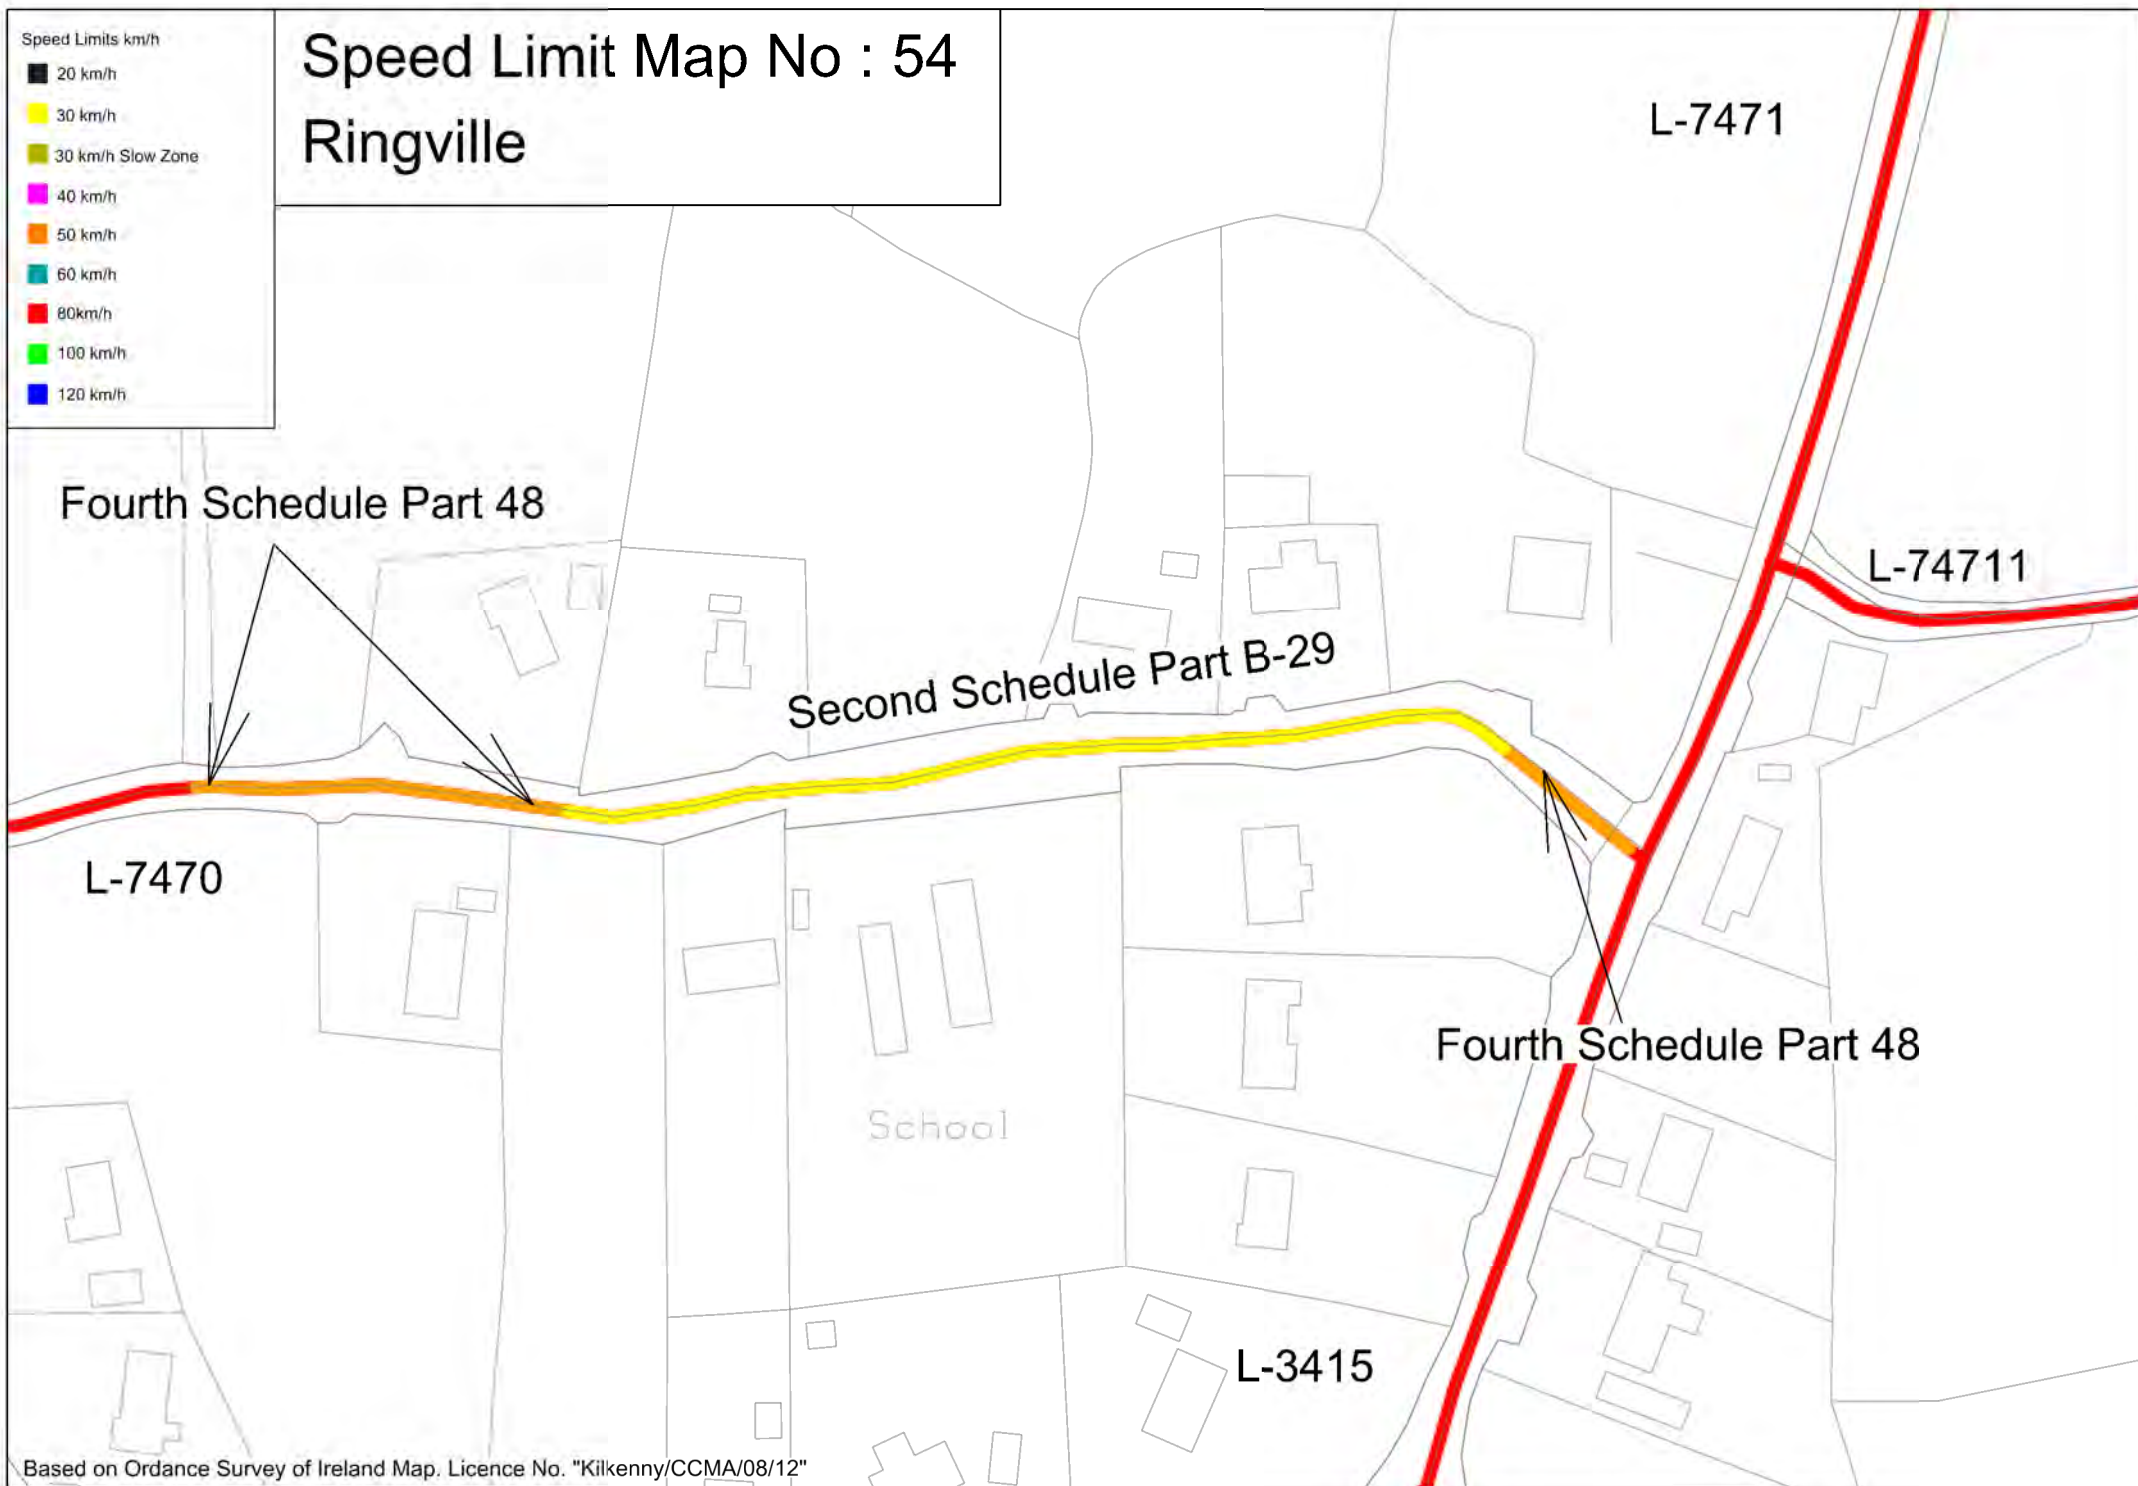 Speed Limits km/h
20 km/h
30 km/h
30 km/h Slow Zone
40 km/h
50 km/h
60 km/h
80km/h
100 km/h
120 km/h
Speed Limit Map No : 54
Ringville
L-7471
Fourth Schedule Part 48
L-74711
Second Schedule Part B-29
L-7470
Fourth Schedule Part 48
School
L-3415
Based on Ordance Survey of Ireland Map. Licence No. "Kilkenny/CCMA/08/12"